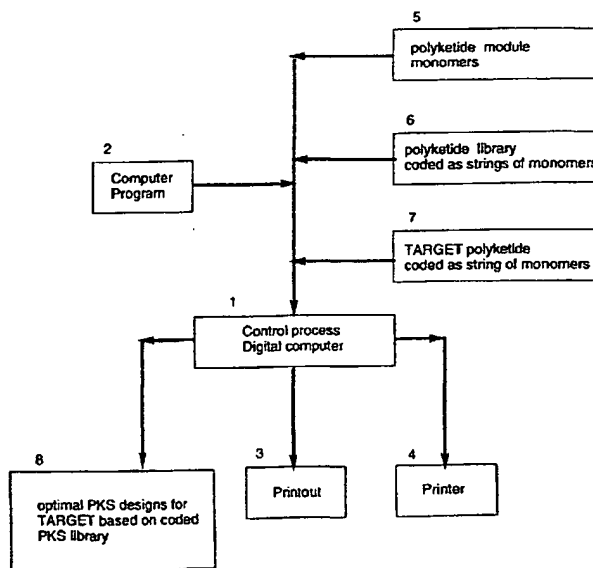 5
polyketide module
monomers
6
polyketide library
coded as strings of monomers
2
Computer
Program
7
TARGET polyketide
coded as string of monomers
1
Control process
Digital computer
8
optimal PKS designs for
TARGET based on coded
PKS library
3
Printout
4
Printer